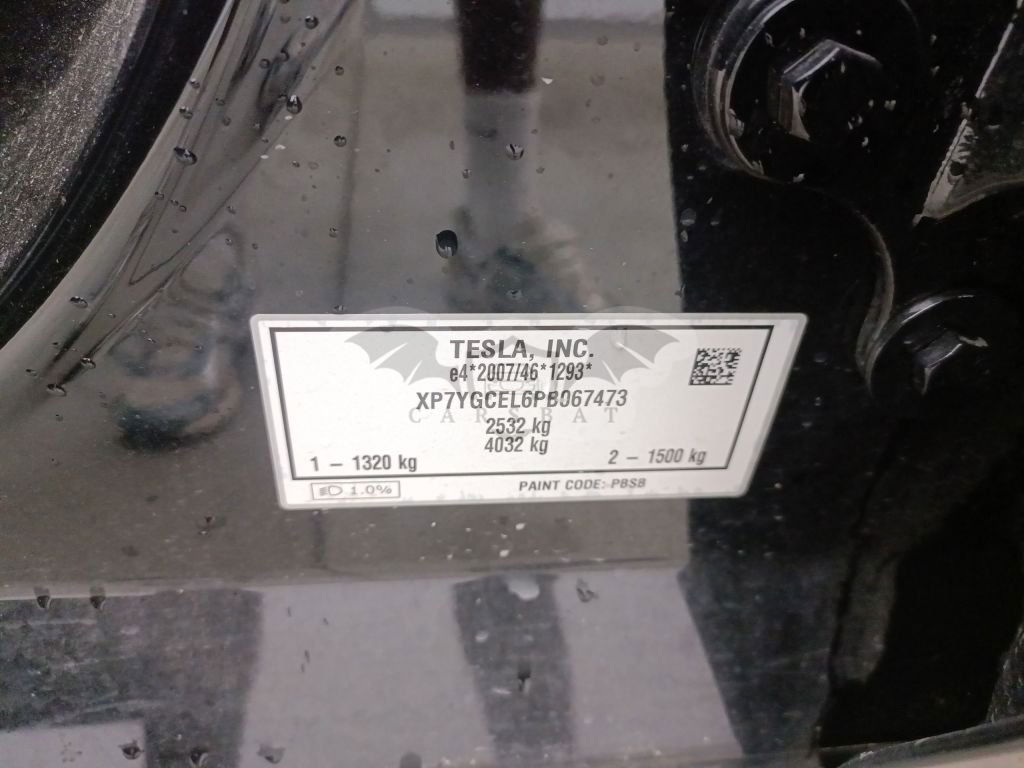 TESLA, INC.
e4*2007/46*1293*
XP7YGCEL6PB067473
CARSBAT
2532 kg
4032 kg
1 – 1320 kg
2 – 1500 kg
1.0%
PAINT CODE: PBSB